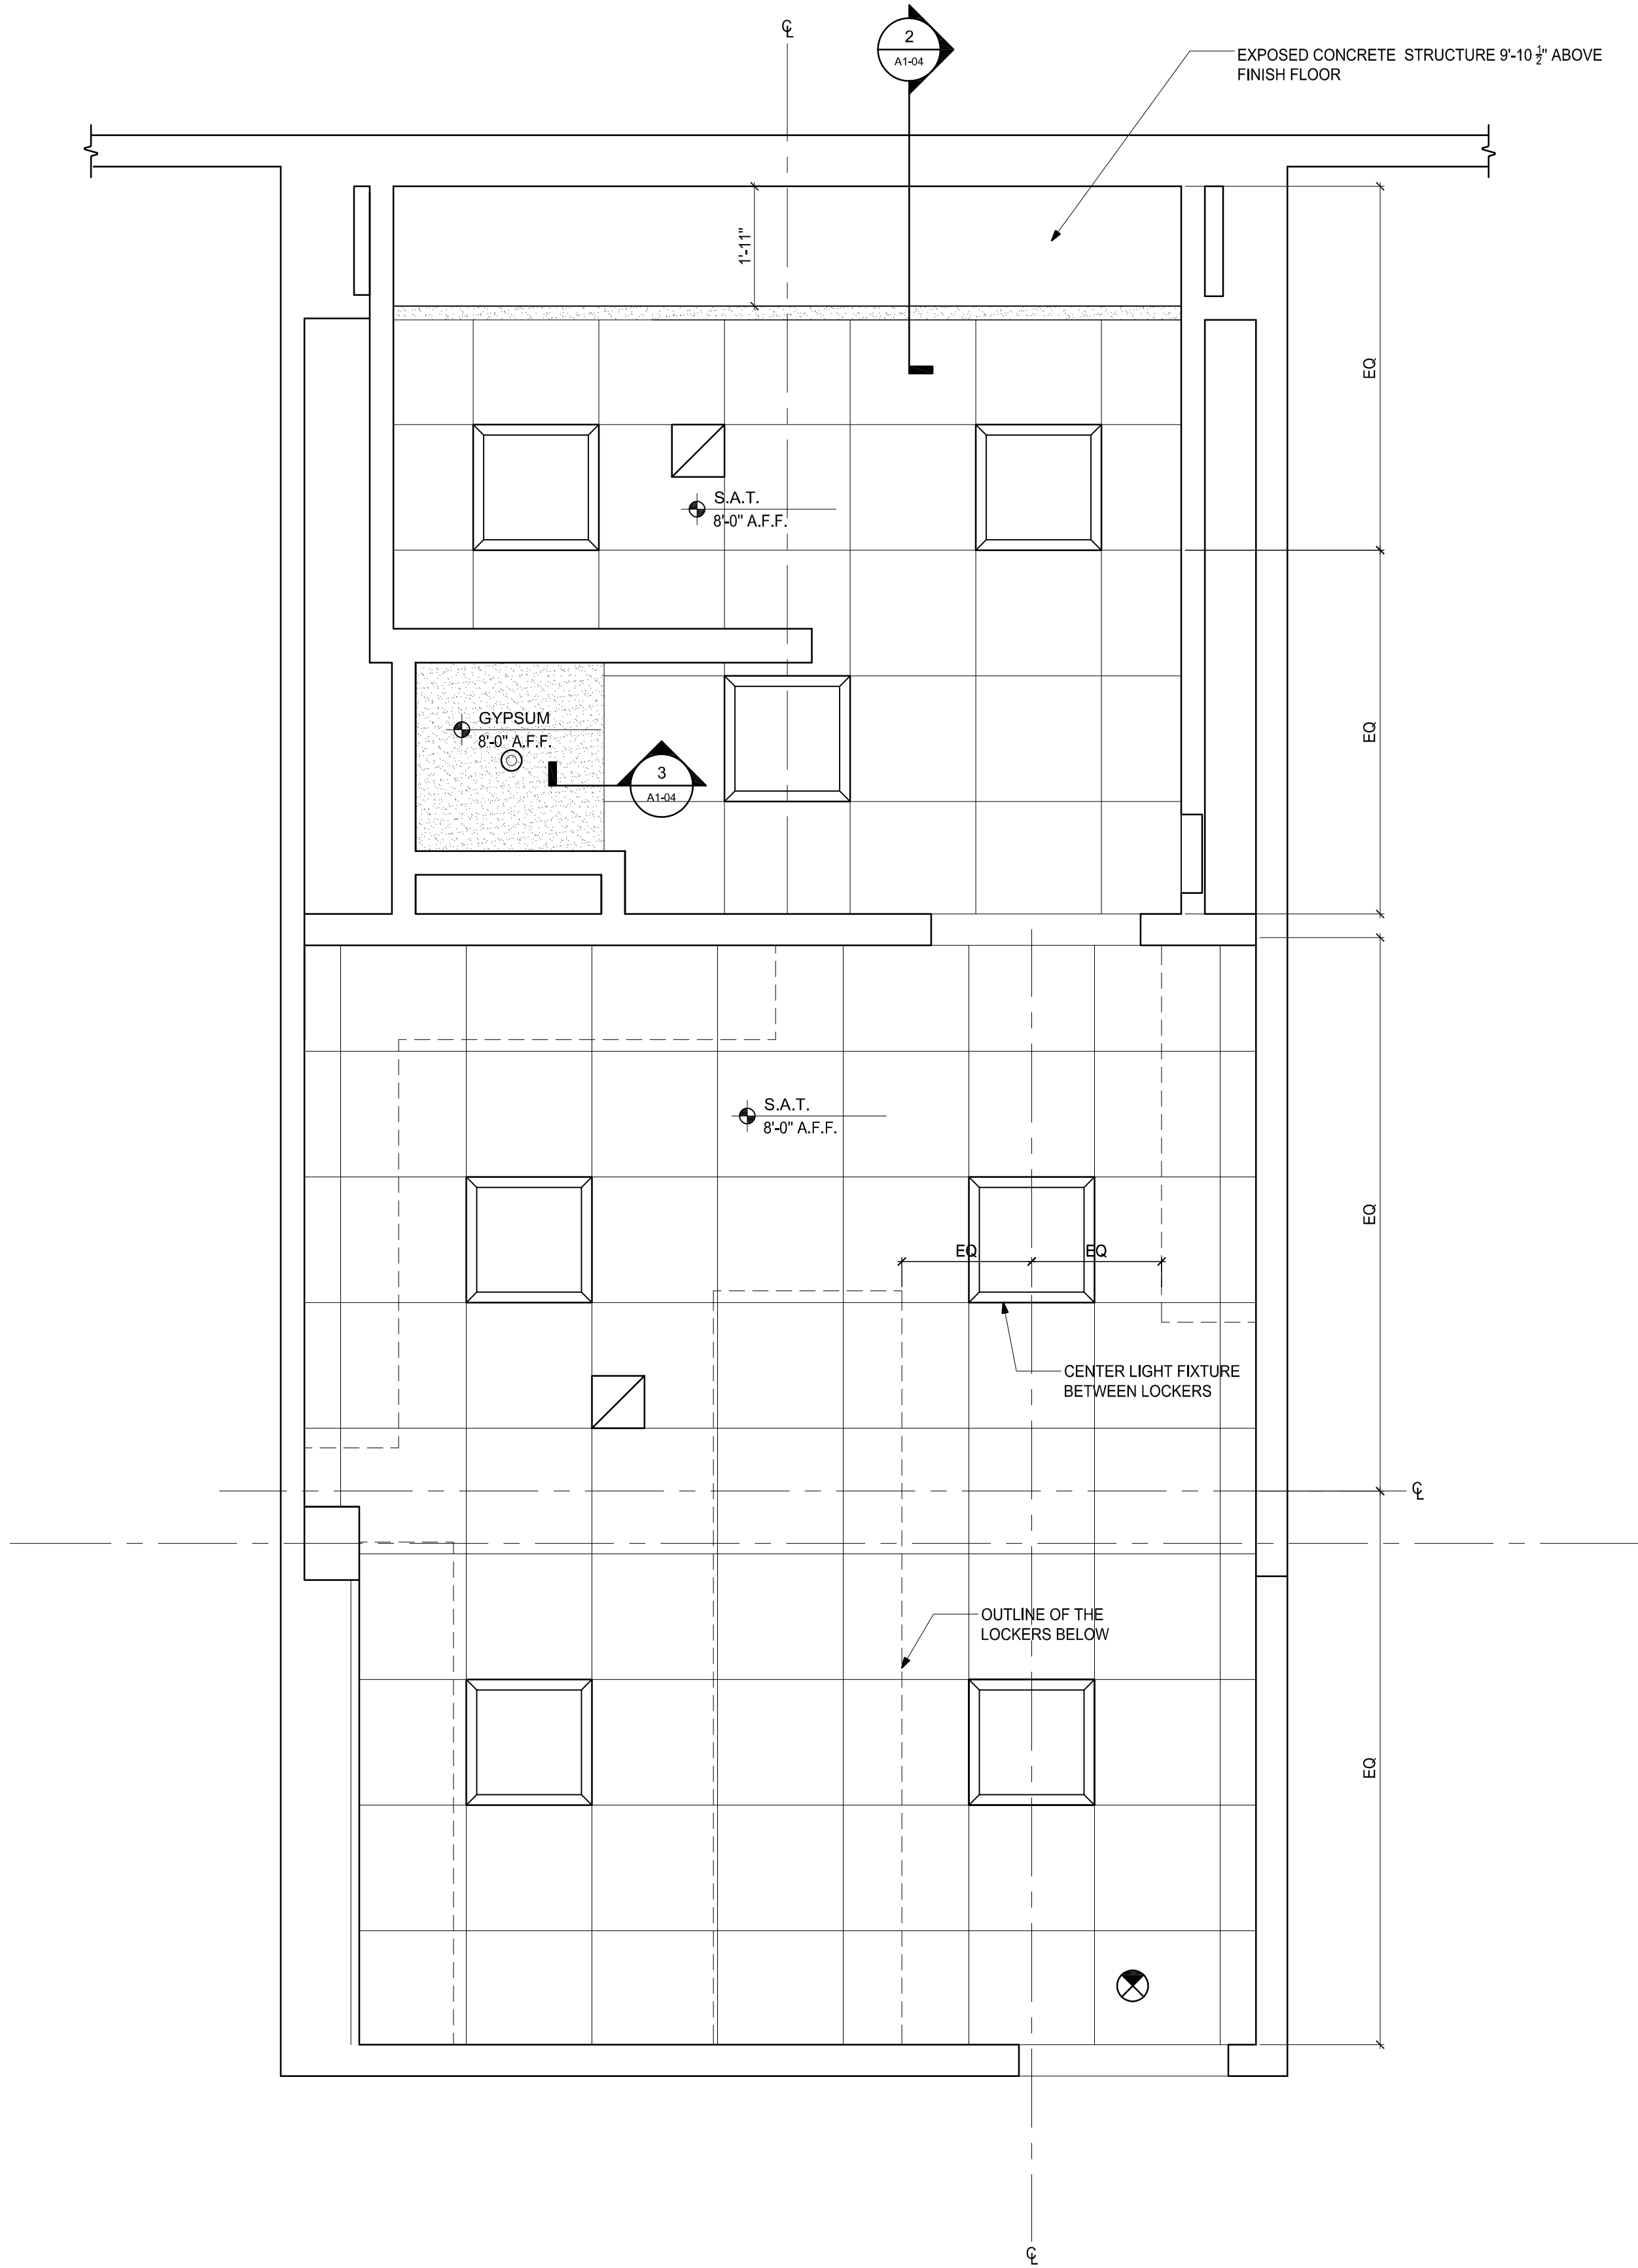 ℄
2
A1-04
EXPOSED CONCRETE STRUCTURE 9'-10 ½" ABOVE
FINISH FLOOR
1'-11"
EQ
S.A.T.
8'-0" A.F.F.
GYPSUM
8'-0" A.F.F.
3
A1-04
EQ
S.A.T.
8'-0" A.F.F.
EQ
EQ
EQ
CENTER LIGHT FIXTURE
BETWEEN LOCKERS
℄
OUTLINE OF THE
LOCKERS BELOW
EQ
℄